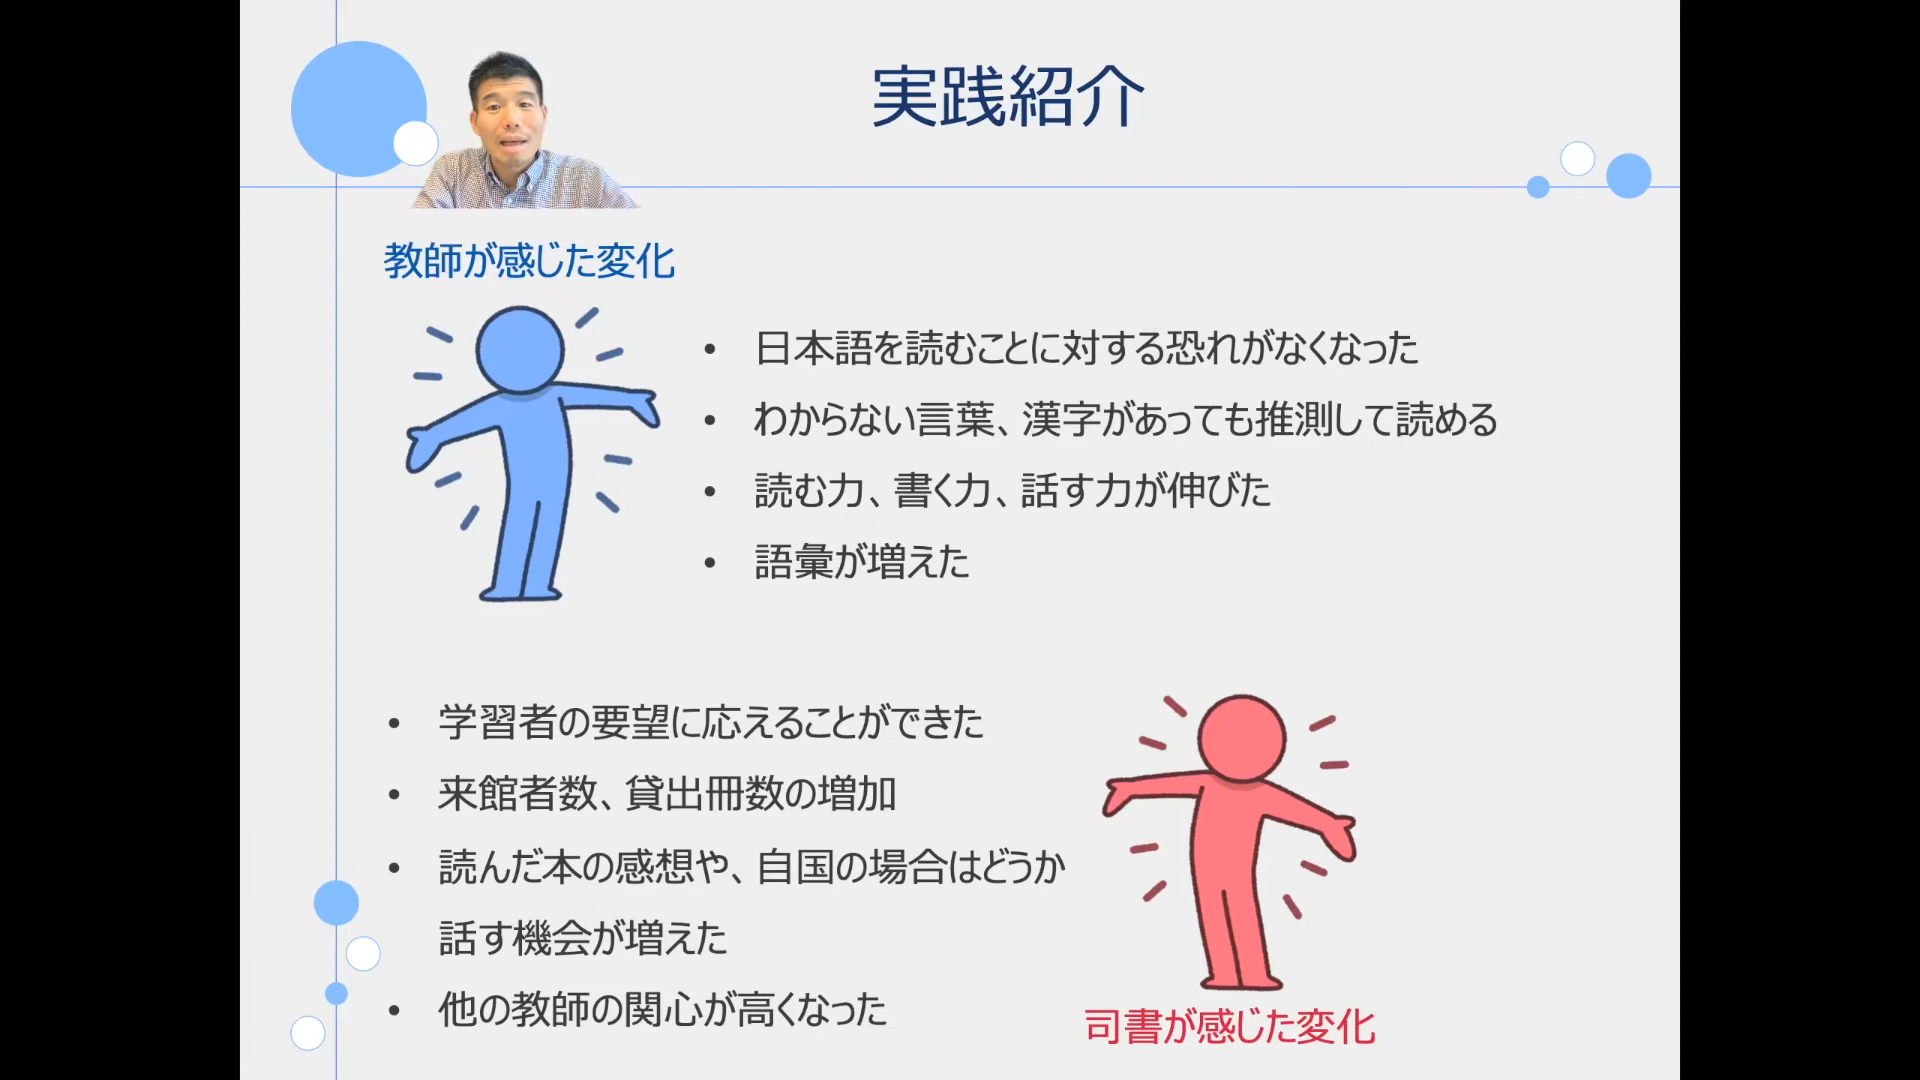 実践紹介
教師が感じた変化
• 日本語を読むことに対する恐れがなくなった
• わからない言葉、漢字があっても推測して読める
• 読む力、書く力、話す力が伸びた
• 語彙が増えた
• 学習者の要望に応えることができた
• 来館者数、貸出冊数の増加
• 読んだ本の感想や、自国の場合はどうか
話す機会が増えた
• 他の教師の関心が高くなった
司書が感じた変化